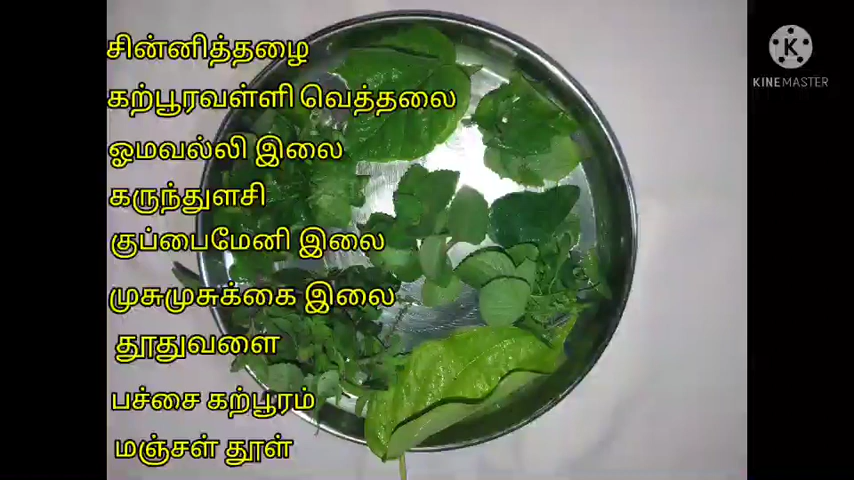 சின்னித்தழை
கற்பூரவள்ளி வெத்தலை
ஓமவல்லி இலை
கருந்துளசி
குப்பைமேனி இலை
முசுமுசுக்கை இலை
தூதுவளை
பச்சை கற்பூரம்
மஞ்சள் தூள்
K
KINEMASTER